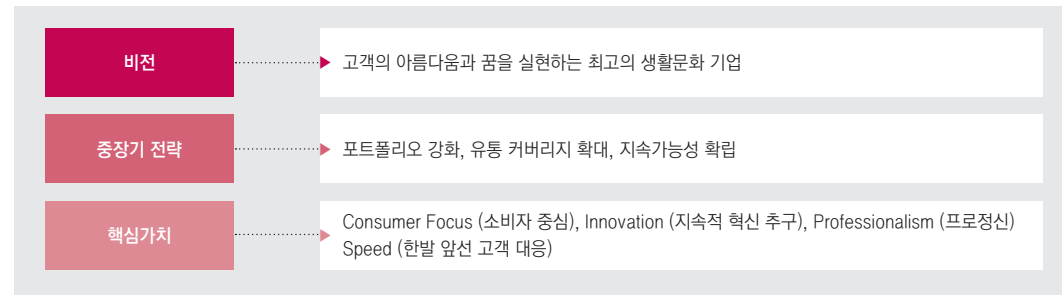 비전
고객의 아름다움과 꿈을 실현하는 최고의 생활문화 기업
중장기 전략
포트폴리오 강화, 유통 커버리지 확대, 지속가능성 확립
핵심가치
Consumer Focus (소비자 중심), Innovation (지속적 혁신 추구), Professionalism (프로정신)
Speed (한발 앞선 고객 대응)